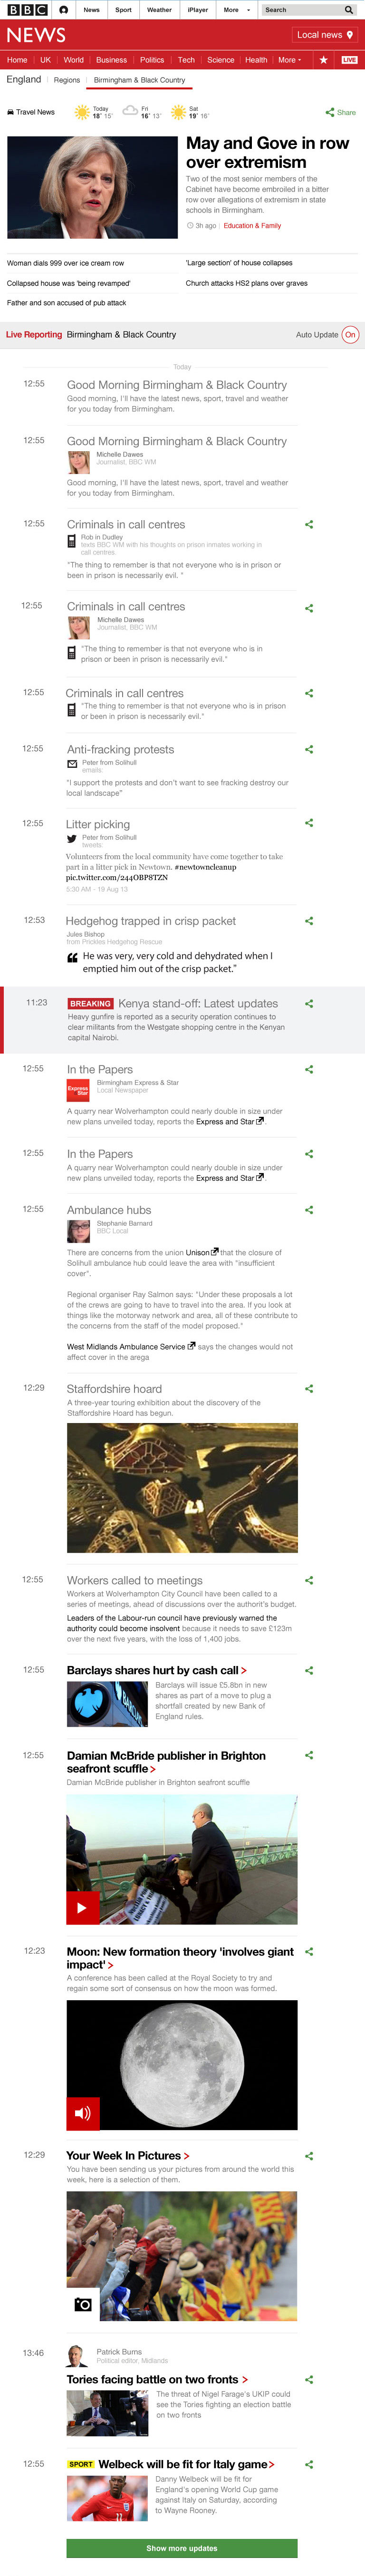 BBC News Sport Weather iPlayer More Search
NEWS Local news
Home UK World Business Politics Tech Science Health More LIVE
England Regions Birmingham & Black Country
Travel News Today 18° 15° Fri 16° 13° Sat 19° 16° Share
May and Gove in row
over extremism
Two of the most senior members of the
Cabinet have become embroiled in a bitter
row over allegations of extremism in state
schools in Birmingham.
3h ago Education & Family
Woman dials 999 over ice cream row
'Large section' of house collapses
Collapsed house was 'being revamped'
Church attacks HS2 plans over graves
Father and son accused of pub attack
Live Reporting Birmingham & Black Country Auto Update On
Today
12:55 Good Morning Birmingham & Black Country
Good morning, I'll have the latest news, sport, travel and weather
for you today from Birmingham.
12:55 Good Morning Birmingham & Black Country
Michelle Dawes
Journalist, BBC WM
Good morning, I'll have the latest news, sport, travel and weather
for you today from Birmingham.
12:55 Criminals in call centres
Rob in Dudley
texts BBC WM with his thoughts on prison inmates working in
call centres.
"The thing to remember is that not everyone who is in prison or
been in prison is necessarily evil. "
12:55 Criminals in call centres
Michelle Dawes
Journalist, BBC WM
"The thing to remember is that not everyone who is in
prison or been in prison is necessarily evil."
12:55 Criminals in call centres
"The thing to remember is that not everyone who is in prison
or been in prison is necessarily evil."
12:55 Anti-fracking protests
Peter from Solihull
emails:
"I support the protests and don't want to see fracking destroy our
local landscape"
12:55 Litter picking
Peter from Solihull
tweets:
Volunteers from the local community have come together to take
part in a litter pick in Newtown. #newtowncleanup
pic.twitter.com/244OBP8TZN
5:30 AM - 19 Aug 13
12:53 Hedgehog trapped in crisp packet
Jules Bishop
from Prickles Hedgehog Rescue
He was very, very cold and dehydrated when I
emptied him out of the crisp packet."
11:23 BREAKING Kenya stand-off: Latest updates
Heavy gunfire is reported as a security operation continues to
clear militants from the Westgate shopping centre in the Kenyan
capital Nairobi.
12:55 In the Papers
Express & Star
Birmingham Express & Star
Local Newspaper
A quarry near Wolverhampton could nearly double in size under
new plans unveiled today, reports the Express and Star .
12:55 In the Papers
A quarry near Wolverhampton could nearly double in size under
new plans unveiled today, reports the Express and Star .
12:55 Ambulance hubs
Stephanie Barnard
BBC Local
There are concerns from the union Unison that the closure of
Solihull ambulance hub could leave the area with "insufficient
cover".
Regional organiser Ray Salmon says: "Under these proposals a lot
of the crews are going to have to travel into the area. If you look at
things like the motorway network and area, all of these contribute to
the concerns from the staff of the model proposed."
West Midlands Ambulance Service says the changes would not
affect cover in the arega
12:29 Staffordshire hoard
A three-year touring exhibition about the discovery of the
Staffordshire Hoard has begun.
12:55 Workers called to meetings
Workers at Wolverhampton City Council have been called to a
series of meetings, ahead of discussions over the authort's budget.
Leaders of the Labour-run council have previously warned the
authority could become insolvent because it needs to save £123m
over the next five years, with the loss of 1,400 jobs.
12:55 Barclays shares hurt by cash call
Barclays will issue £5.8bn in new
shares as part of a move to plug a
shortfall created by new Bank of
England rules.
12:55 Damian McBride publisher in Brighton
seafront scuffle
Damian McBride publisher in Brighton seafront scuffle
12:23 Moon: New formation theory 'involves giant
impact'
A conference has been called at the Royal Society to try and
regain some sort of consensus on how the moon was formed.
12:29 Your Week In Pictures
You have been sending us your pictures from around the world this
week, here is a selection of them.
13:46 Patrick Burns
Political editor, Midlands
Tories facing battle on two fronts
The threat of Nigel Farage's UKIP could
see the Tories fighting an election battle
on two fronts
12:55 SPORT Welbeck will be fit for Italy game
Danny Welbeck will be fit for
England's opening World Cup game
against Italy on Saturday, according
to Wayne Rooney.
Show more updates